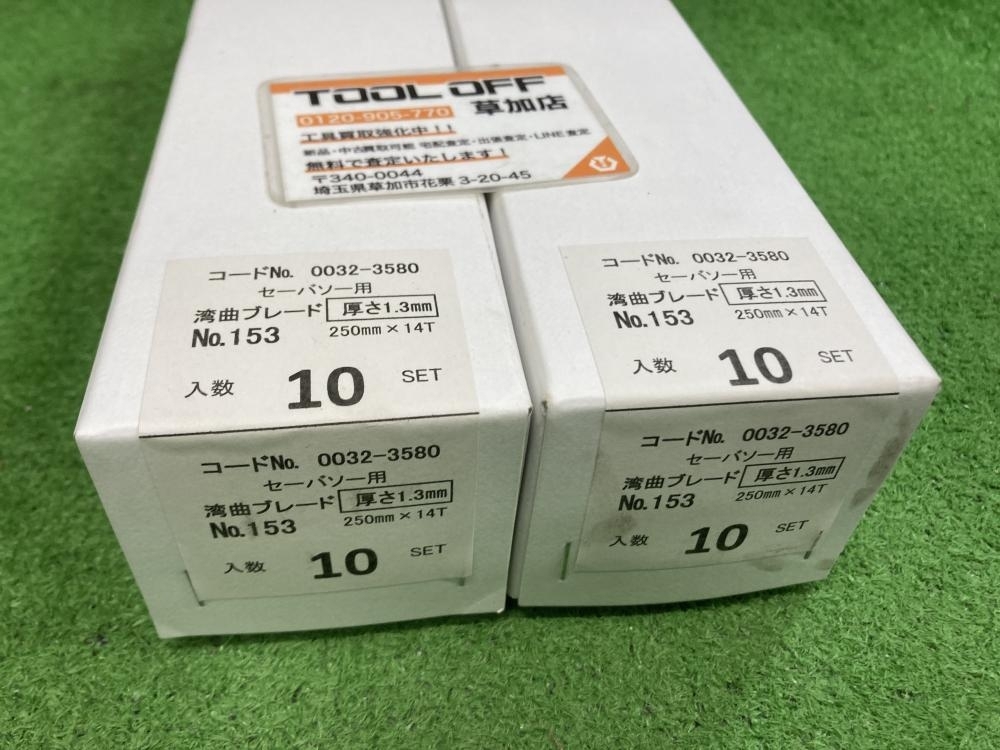 TOOL OFF
0120-905-770 草加店
工具買取強化中！！
新品・中古買取可能 宅配査定・出張査定・LINE査定
無料で査定いたします！
〒340-0044
埼玉県草加市花栗 3-20-45
コードNo. 0032-3580
セーバソー用
湾曲ブレード 厚さ1.3mm
No.153 250mm×14T
入数 10 SET
コードNo. 0032-3580
セーバソー用
湾曲ブレード 厚さ1.3mm
No.153 250mm×14T
入数 10 SET
コードNo. 0032-3580
セーバソー用
湾曲ブレード 厚さ1.3mm
No.153 250mm×14T
入数 10 SET
コードNo. 0032-3580
セーバソー用
湾曲ブレード 厚さ1.3mm
No.153 250mm×14T
入数 10 SET